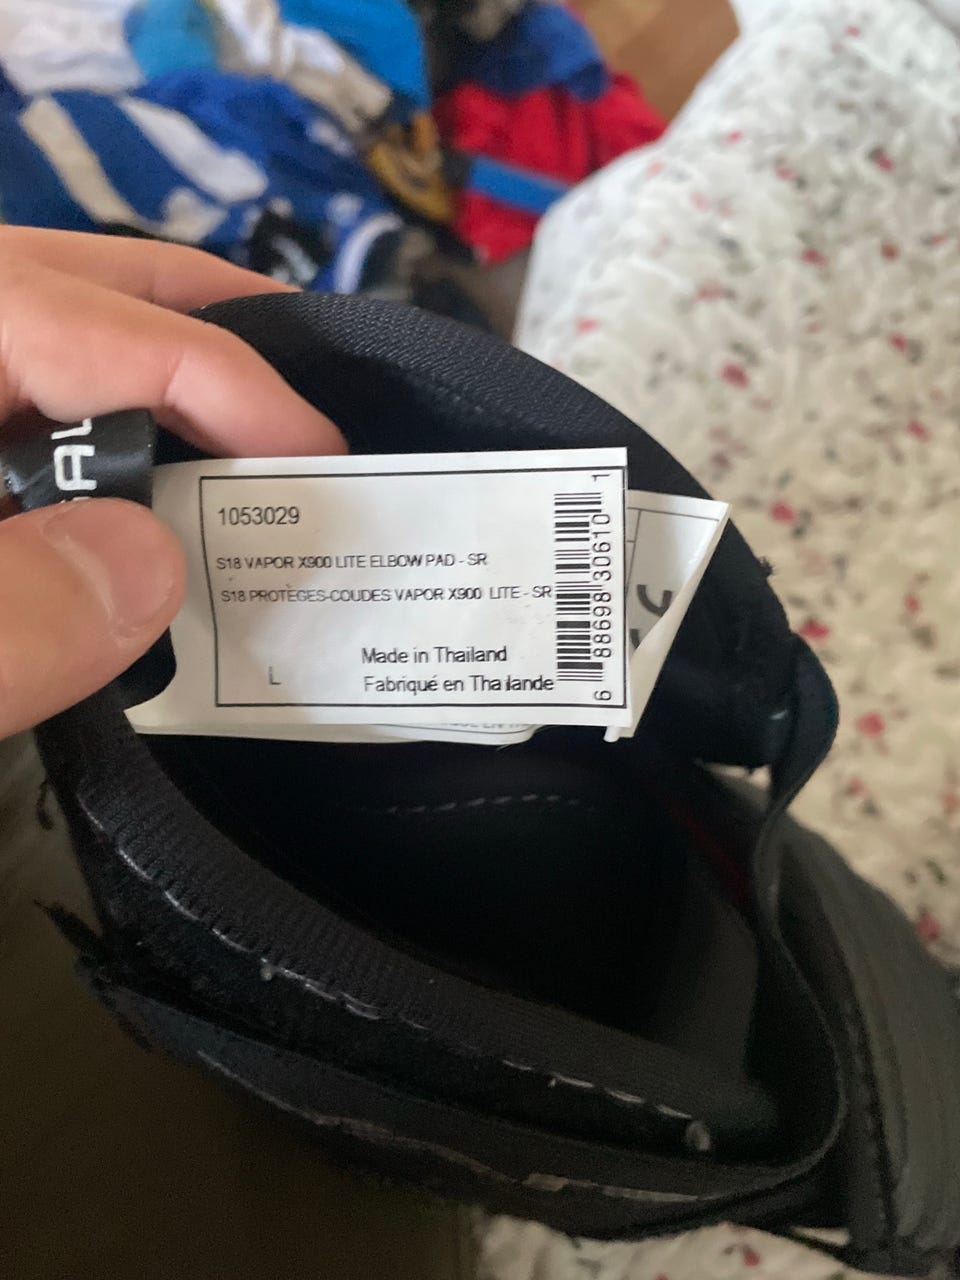 1053029
S18 VAPOR X900 LITE ELBOW PAD - SR
S18 PROTÈGES-COUDES VAPOR X900 LITE - SR
L
Made in Thailand
Fabriqué en Thaïlande
6 88698 30610 1